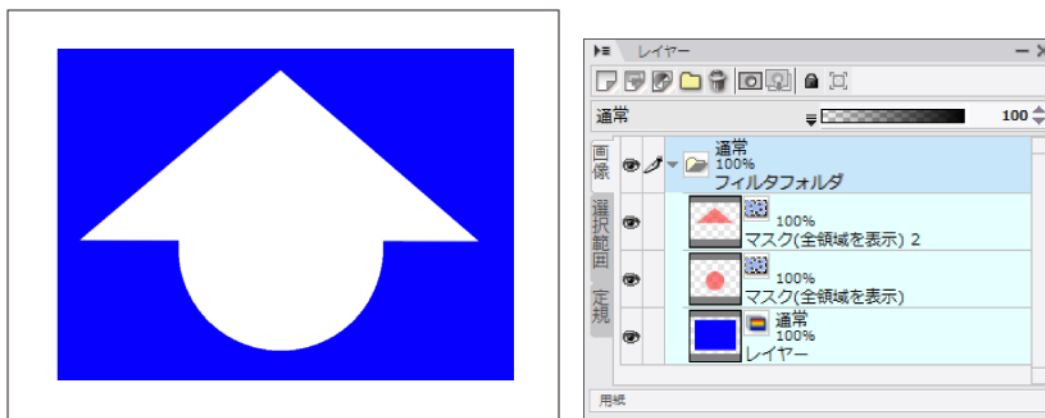 レイヤー
通常
100
画像
選択範囲
定規
通常
100%
フィルタフォルダ
100%
マスク(全領域を表示) 2
100%
マスク(全領域を表示)
通常
100%
レイヤー
用紙